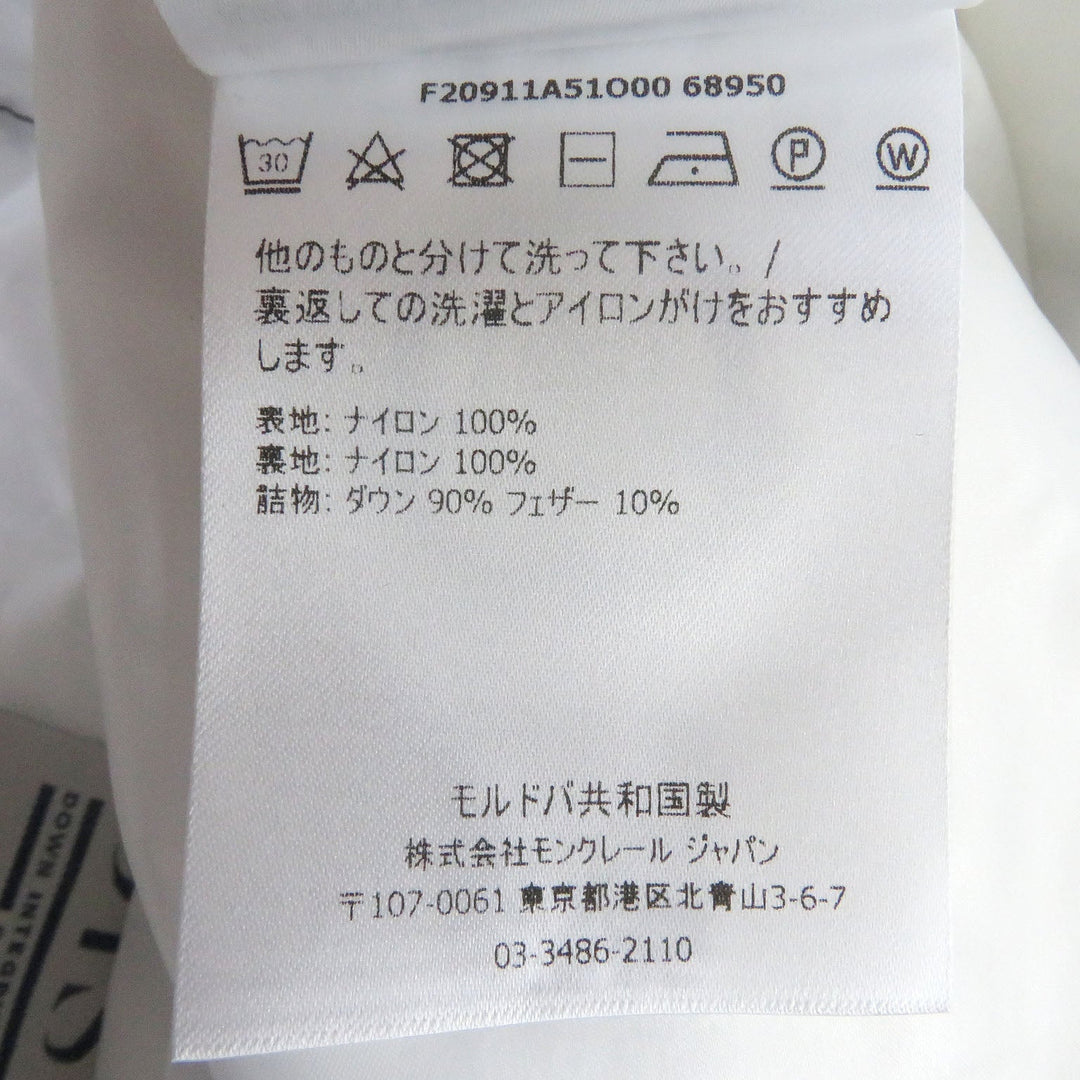 F20911A51O00 68950
30 P W
他のものと分けて洗って下さい。/
裏返しての洗濯とアイロンがけをおすすめ
します。
表地: ナイロン 100%
裏地: ナイロン 100%
詰物: ダウン 90% フェザー 10%
モルドバ共和国製
株式会社モンクレール ジャパン
〒107-0061 東京都港区北青山3-6-7
03-3486-2110
DOWN